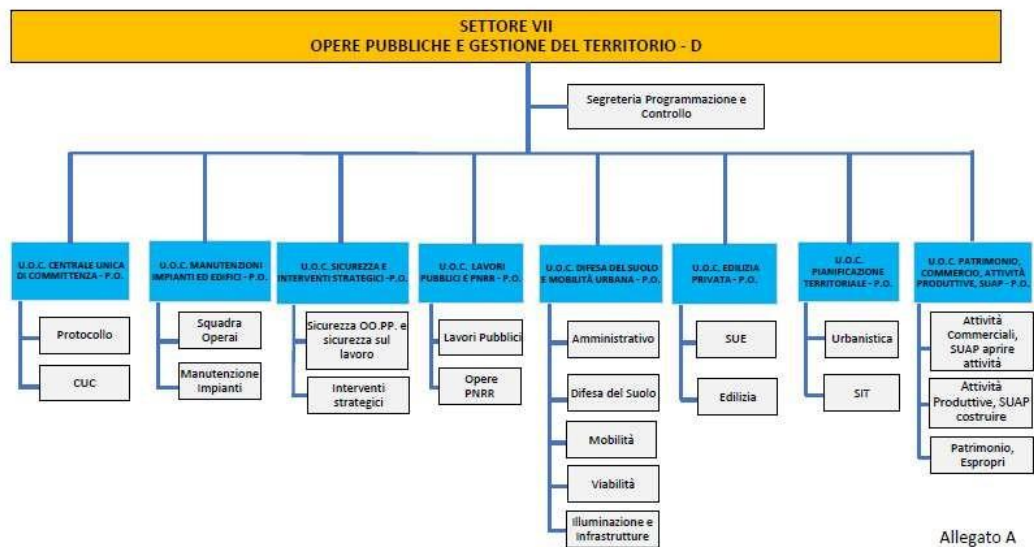 SETTORE VII
OPERE PUBBLICHE E GESTIONE DEL TERRITORIO - D
Segreteria Programmazione e
Controllo
U.O.C. CENTRALE UNICA
DI COMMITTENZA - P.O.
Protocollo
CUC
U.O.C. MANUTENZIONI
IMPIANTI ED EDIFICI - P.O.
Squadra
Operai
Manutenzione
Impianti
U.O.C. SICUREZZA E
INTERVENTI STRATEGICI -P.O.
Sicurezza OO.PP. e
sicurezza sul
lavoro
Interventi
strategici
U.O.C. LAVORI
PUBBLICI E PNRR - P.O.
Lavori Pubblici
Opere
PNRR
U.O.C. DIFESA DEL SUOLO
E MOBILITÀ URBANA - P.O.
Amministrativo
Difesa del Suolo
Mobilità
Viabilità
Illuminazione e
Infrastrutture
U.O.C. EDILIZIA
PRIVATA - P.O.
SUE
Edilizia
U.O.C.
PIANIFICAZIONE
TERRITORIALE - P.O.
Urbanistica
SIT
U.O.C. PATRIMONIO,
COMMERCIO, ATTIVITÀ
PRODUTTIVE, SUAP - P.O.
Attività
Commerciali,
SUAP aprire
attività
Attività
Produttive, SUAP
costruire
Patrimonio,
Espropri
Allegato A